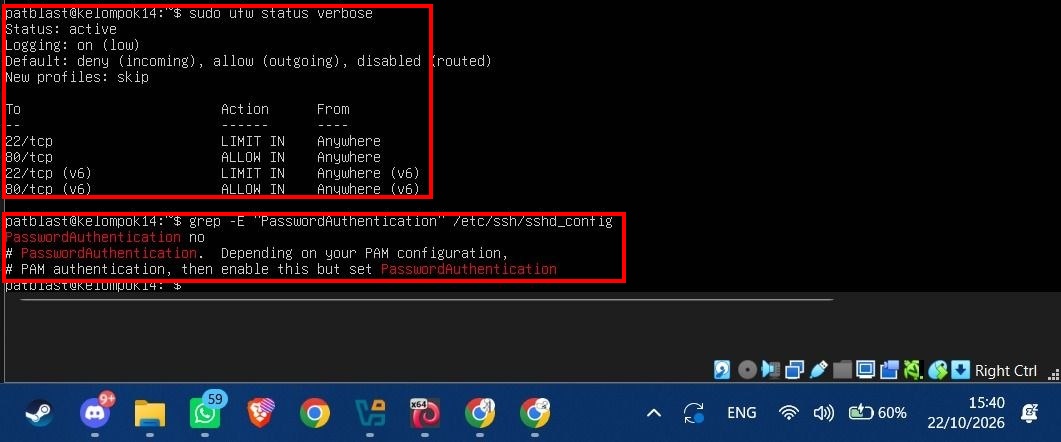 patblast@kelompok14:~$ sudo ufw status verbose
Status: active
Logging: on (low)
Default: deny (incoming), allow (outgoing), disabled (routed)
New profiles: skip
To                         Action      From
--                         ------      ----
22/tcp                     LIMIT IN    Anywhere
80/tcp                     ALLOW IN    Anywhere
22/tcp (v6)                LIMIT IN    Anywhere (v6)
80/tcp (v6)                ALLOW IN    Anywhere (v6)
patblast@kelompok14:~$ grep -E "PasswordAuthentication" /etc/ssh/sshd_config
PasswordAuthentication no
# PasswordAuthentication.  Depending on your PAM configuration,
# PAM authentication, then enable this but set PasswordAuthentication
patblast@kelompok14:~$
Right Ctrl
9+
59
x64
ENG
60%
15:40
22/10/2026